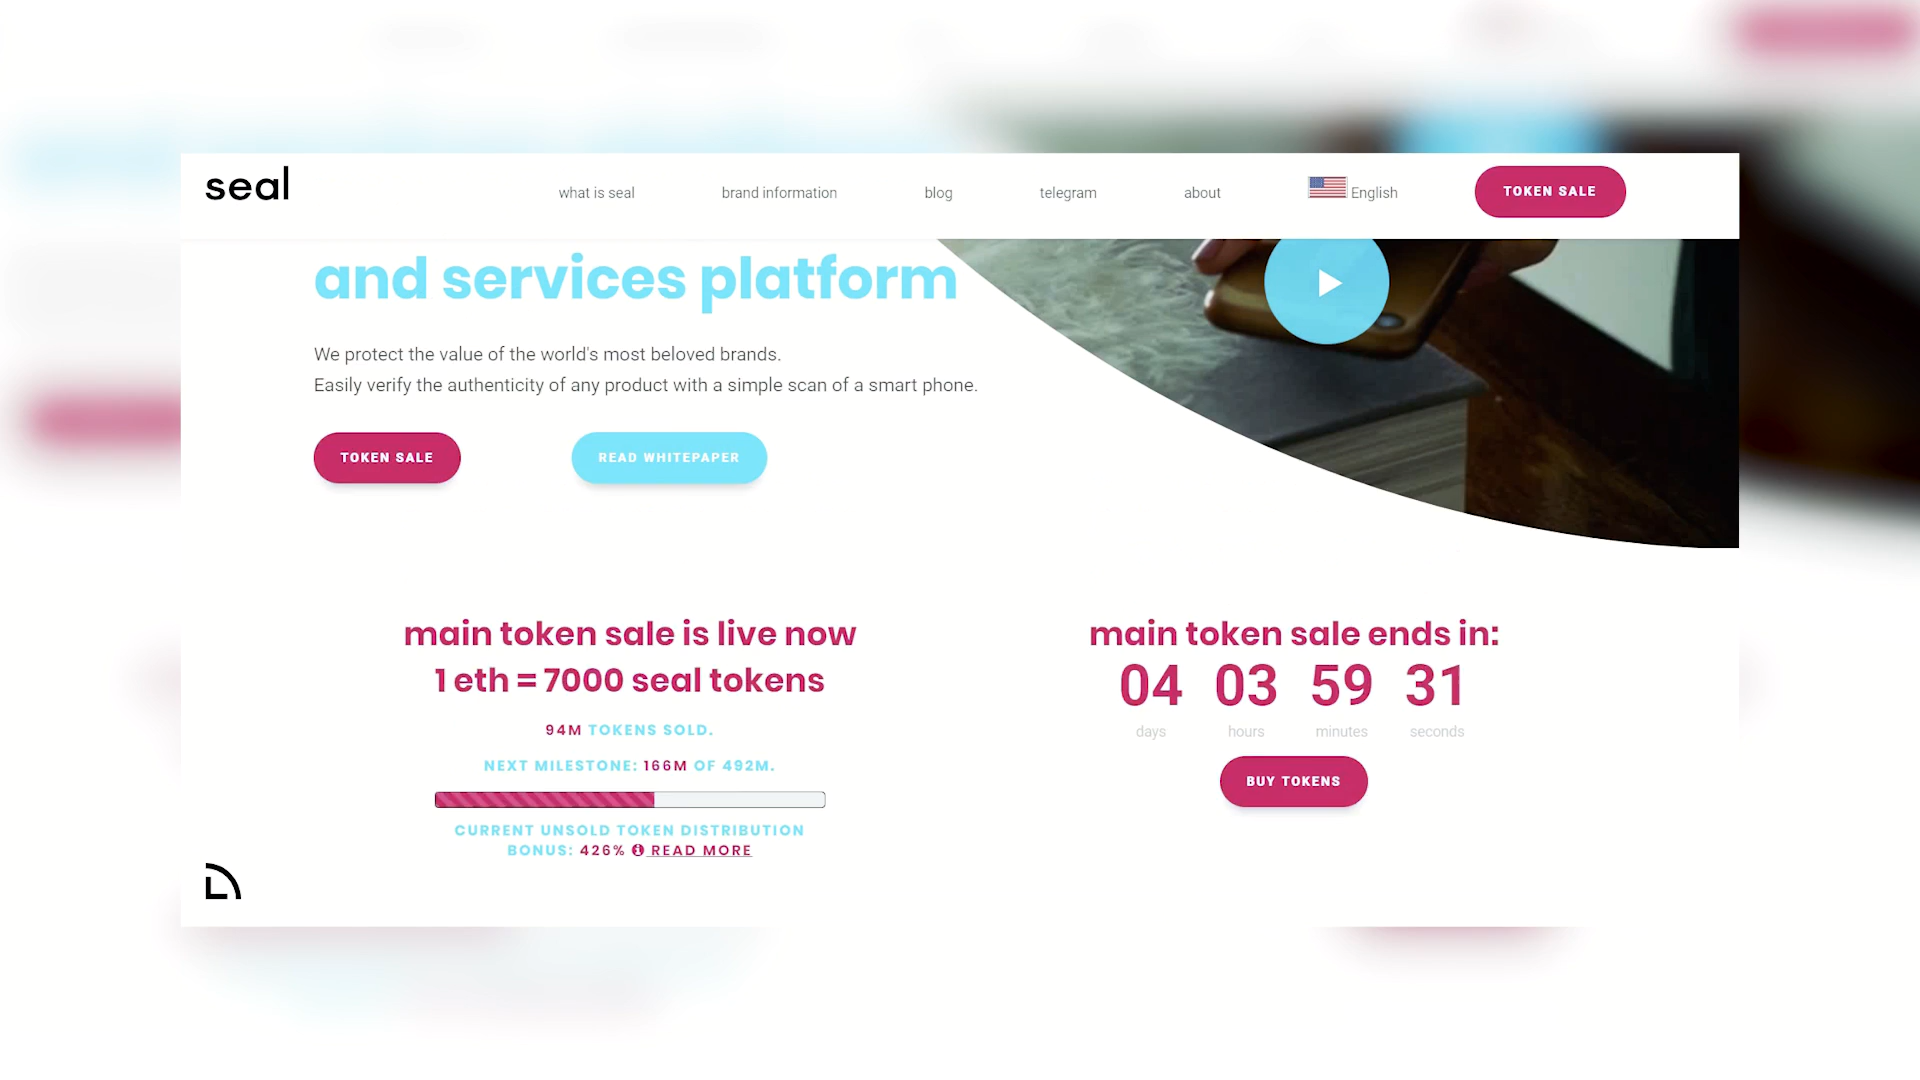 seal
what is seal
brand information
blog
telegram
about
English
TOKEN SALE
and services platform
We protect the value of the world's most beloved brands.
Easily verify the authenticity of any product with a simple scan of a smart phone.
TOKEN SALE
READ WHITEPAPER
main token sale is live now
1 eth = 7000 seal tokens
94M TOKENS SOLD.
NEXT MILESTONE: 166M OF 492M.
CURRENT UNSOLD TOKEN DISTRIBUTION
BONUS: 426% READ MORE
main token sale ends in:
04 03 59 31
days hours minutes seconds
BUY TOKENS